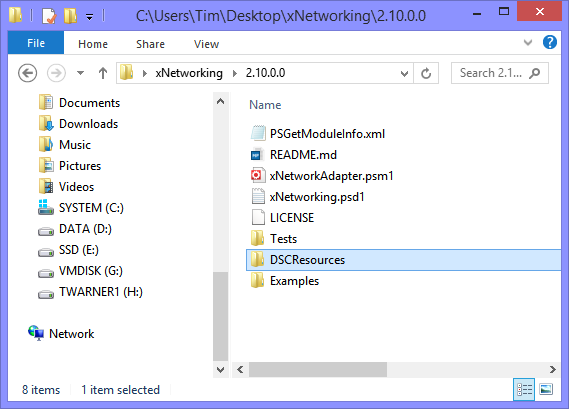 C:\Users\Tim\Desktop\xNetworking\2.10.0.0
File Home Share View
xNetworking 2.10.0.0 Search 2.1...
Documents
Downloads
Music
Pictures
Videos
SYSTEM (C:)
DATA (D:)
SSD (E:)
VMDISK (G:)
TWARNER1 (H:)
Network
Name
PSGetModuleInfo.xml
README.md
xNetworkAdapter.psm1
xNetworking.psd1
LICENSE
Tests
DSCResources
Examples
8 items 1 item selected